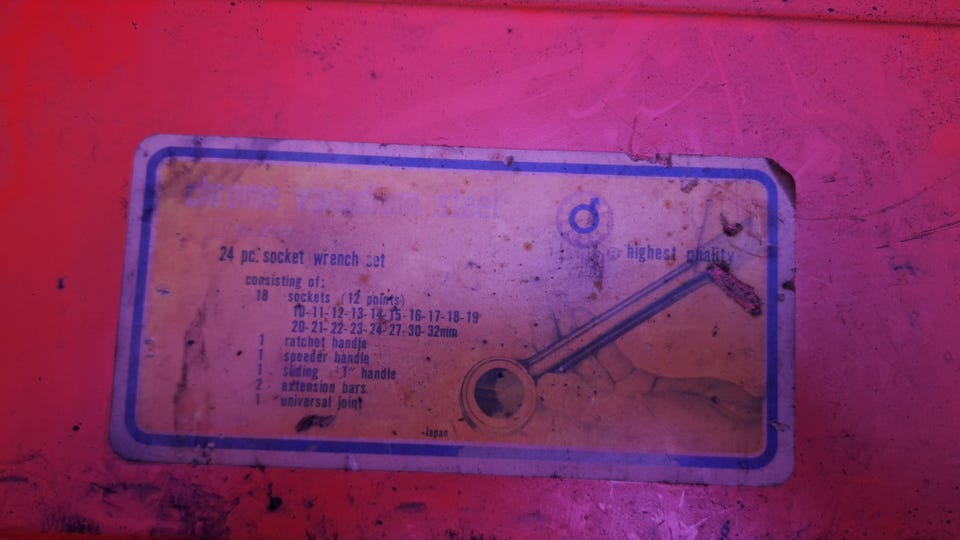 chrome vanadium steel
24 pc. socket wrench set
® highest quality
consisting of:
18 sockets (12 points)
10-11-12-13-14-15-16-17-18-19
20-21-22-23-24-27-30-32mm
1 ratchet handle
1 speeder handle
1 sliding "T" handle
2 extension bars
1 universal joint
Japan